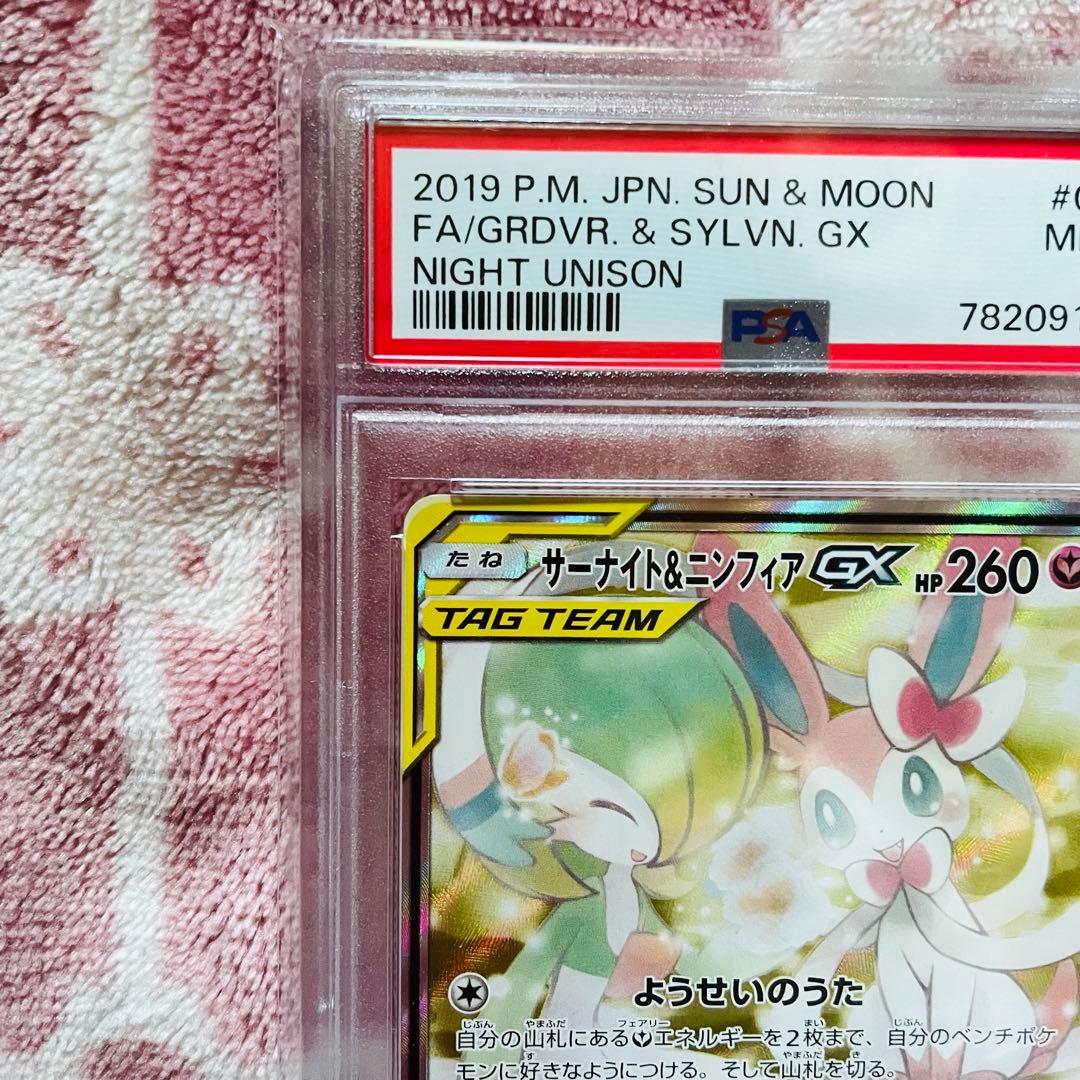 2019 P.M. JPN. SUN & MOON
FA/GRDVR. & SYLVN. GX
NIGHT UNISON
PSA
たね サーナイト&ニンフィアGX HP260
TAG TEAM
ようせいのうた
自分の山札にあるエネルギーを2枚まで、自分のベンチポケ
モンに好きなようにつける。そして山札を切る。